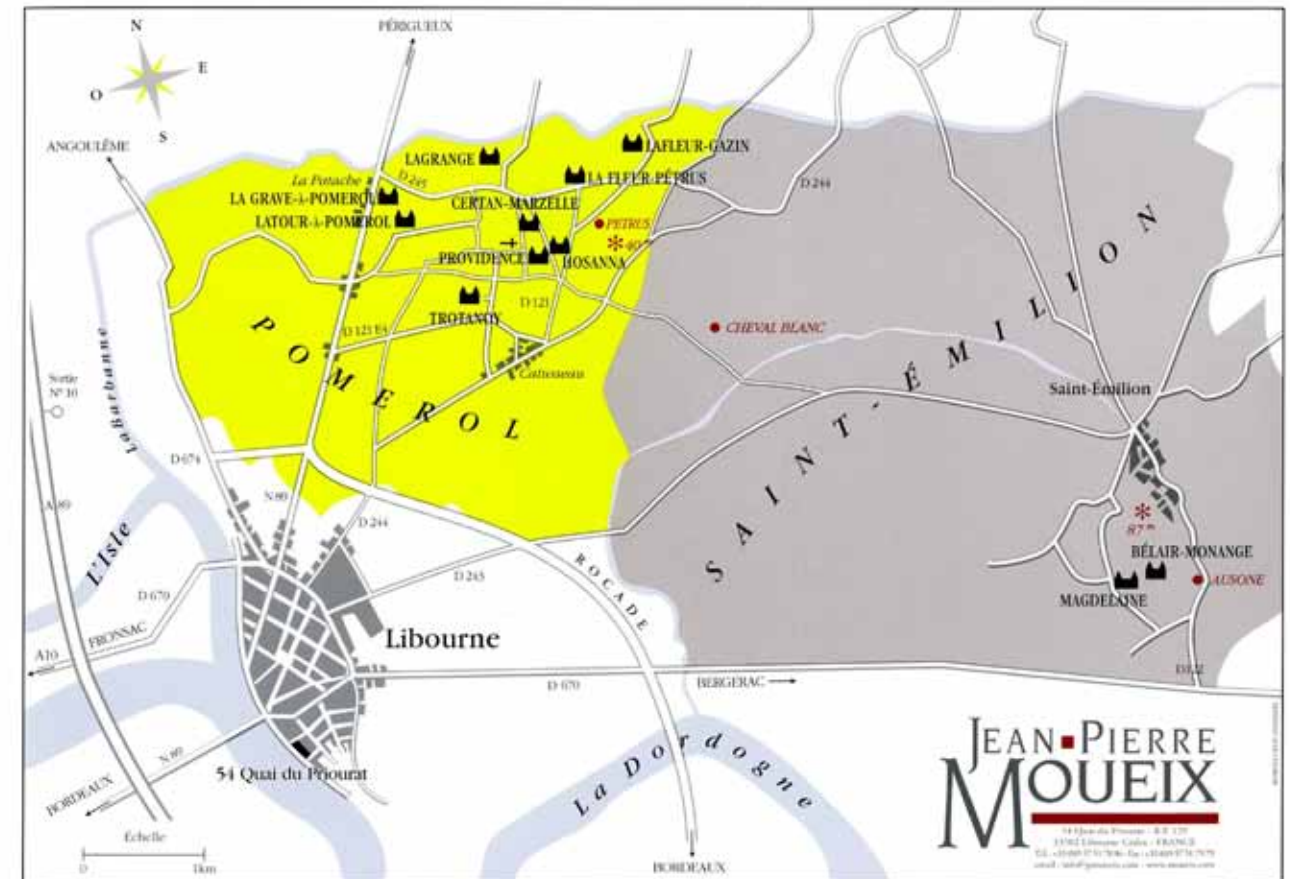 N
E
O
S
PÉRIGUEUX
ANGOULÊME
LAGRANGE
LAFLEUR-GAZIN
La Patache
D 245
LA FLEUR-PÉTRUS
D 244
LA GRAVE-à-POMEROL
CERTAN-MARZELLE
LATOUR-à-POMEROL
PETRUS
40 m
PROVIDENCE
HOSANNA
TROTANOY
D 121
D 121 E4
CHEVAL BLANC
Catusseau
POMEROL
SAINT-ÉMILION
Saint-Émilion
La Barbanne
Sortie
N° 10
D 674
A 89
N 89
D 244
L'Isle
87 m
BÉLAIR-MONANGE
AUSONE
MAGDELAINE
D 245
ROCADE
D 670
FRONSAC
A10
Libourne
D 670
BERGERAC
D122
N 89
54 Quai du Priourat
BORDEAUX
La Dordogne
Échelle
0
1km
BORDEAUX
JEAN PIERRE
MOUEIX